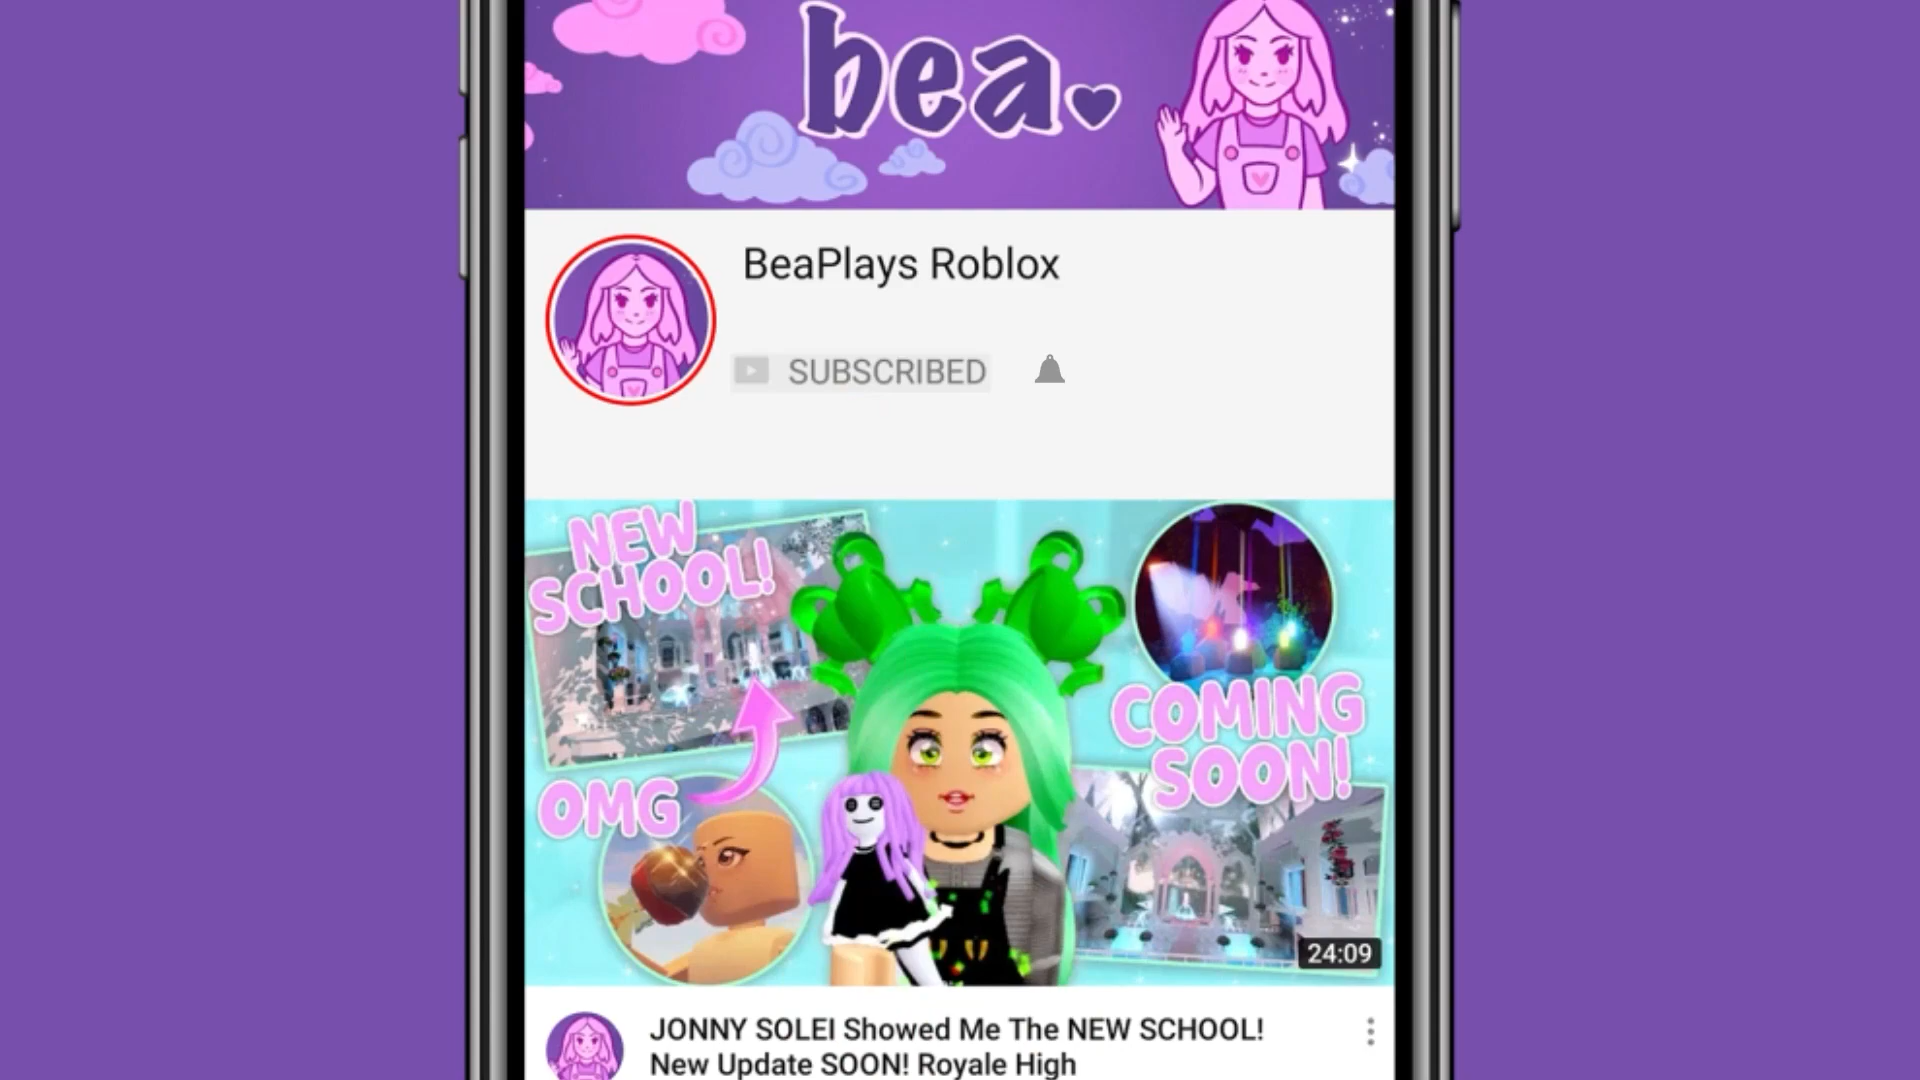 bea
BeaPlays Roblox
SUBSCRIBED
NEW
SCHOOL!
COMING
SOON!
OMG
24:09
JONNY SOLEI Showed Me The NEW SCHOOL!
New Update SOON! Royale High